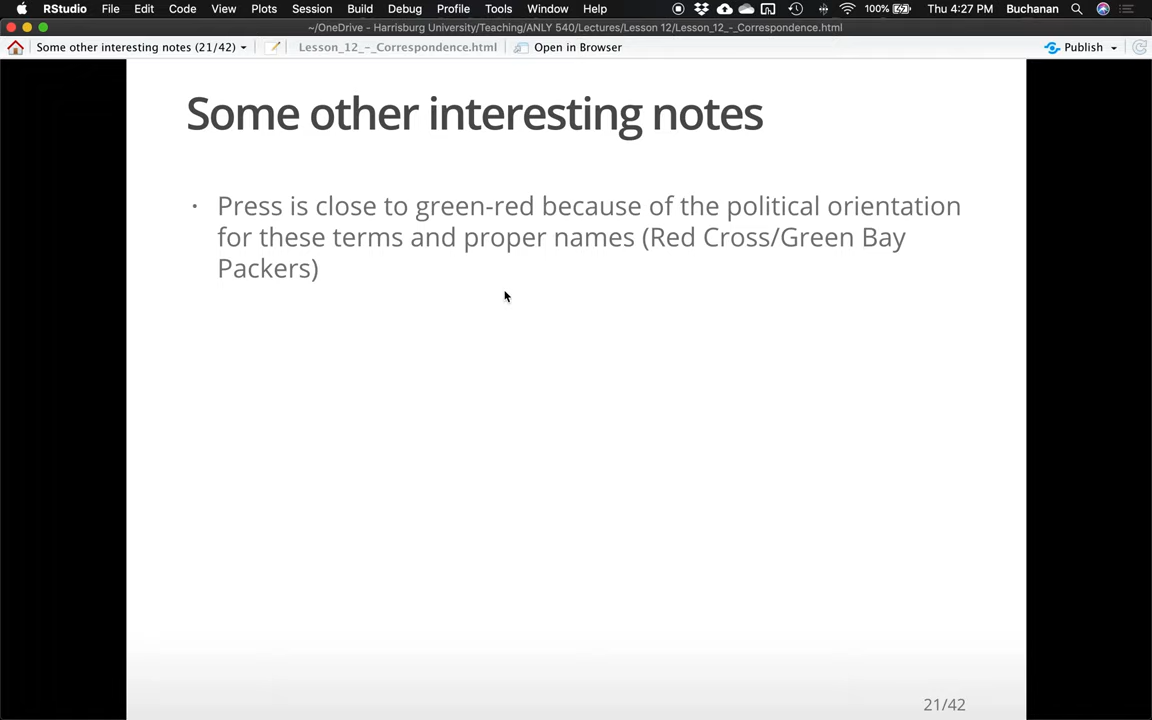 RStudio File Edit Code View Plots Session Build Debug Profile Tools Window Help 100% Thu 4:27 PM Buchanan
~/OneDrive - Harrisburg University/Teaching/ANLY 540/Lectures/Lesson 12/Lesson_12_-_Correspondence.html
Some other interesting notes (21/42) Lesson_12_-_Correspondence.html Open in Browser Publish
Some other interesting notes
· Press is close to green-red because of the political orientation
for these terms and proper names (Red Cross/Green Bay
Packers)
21/42